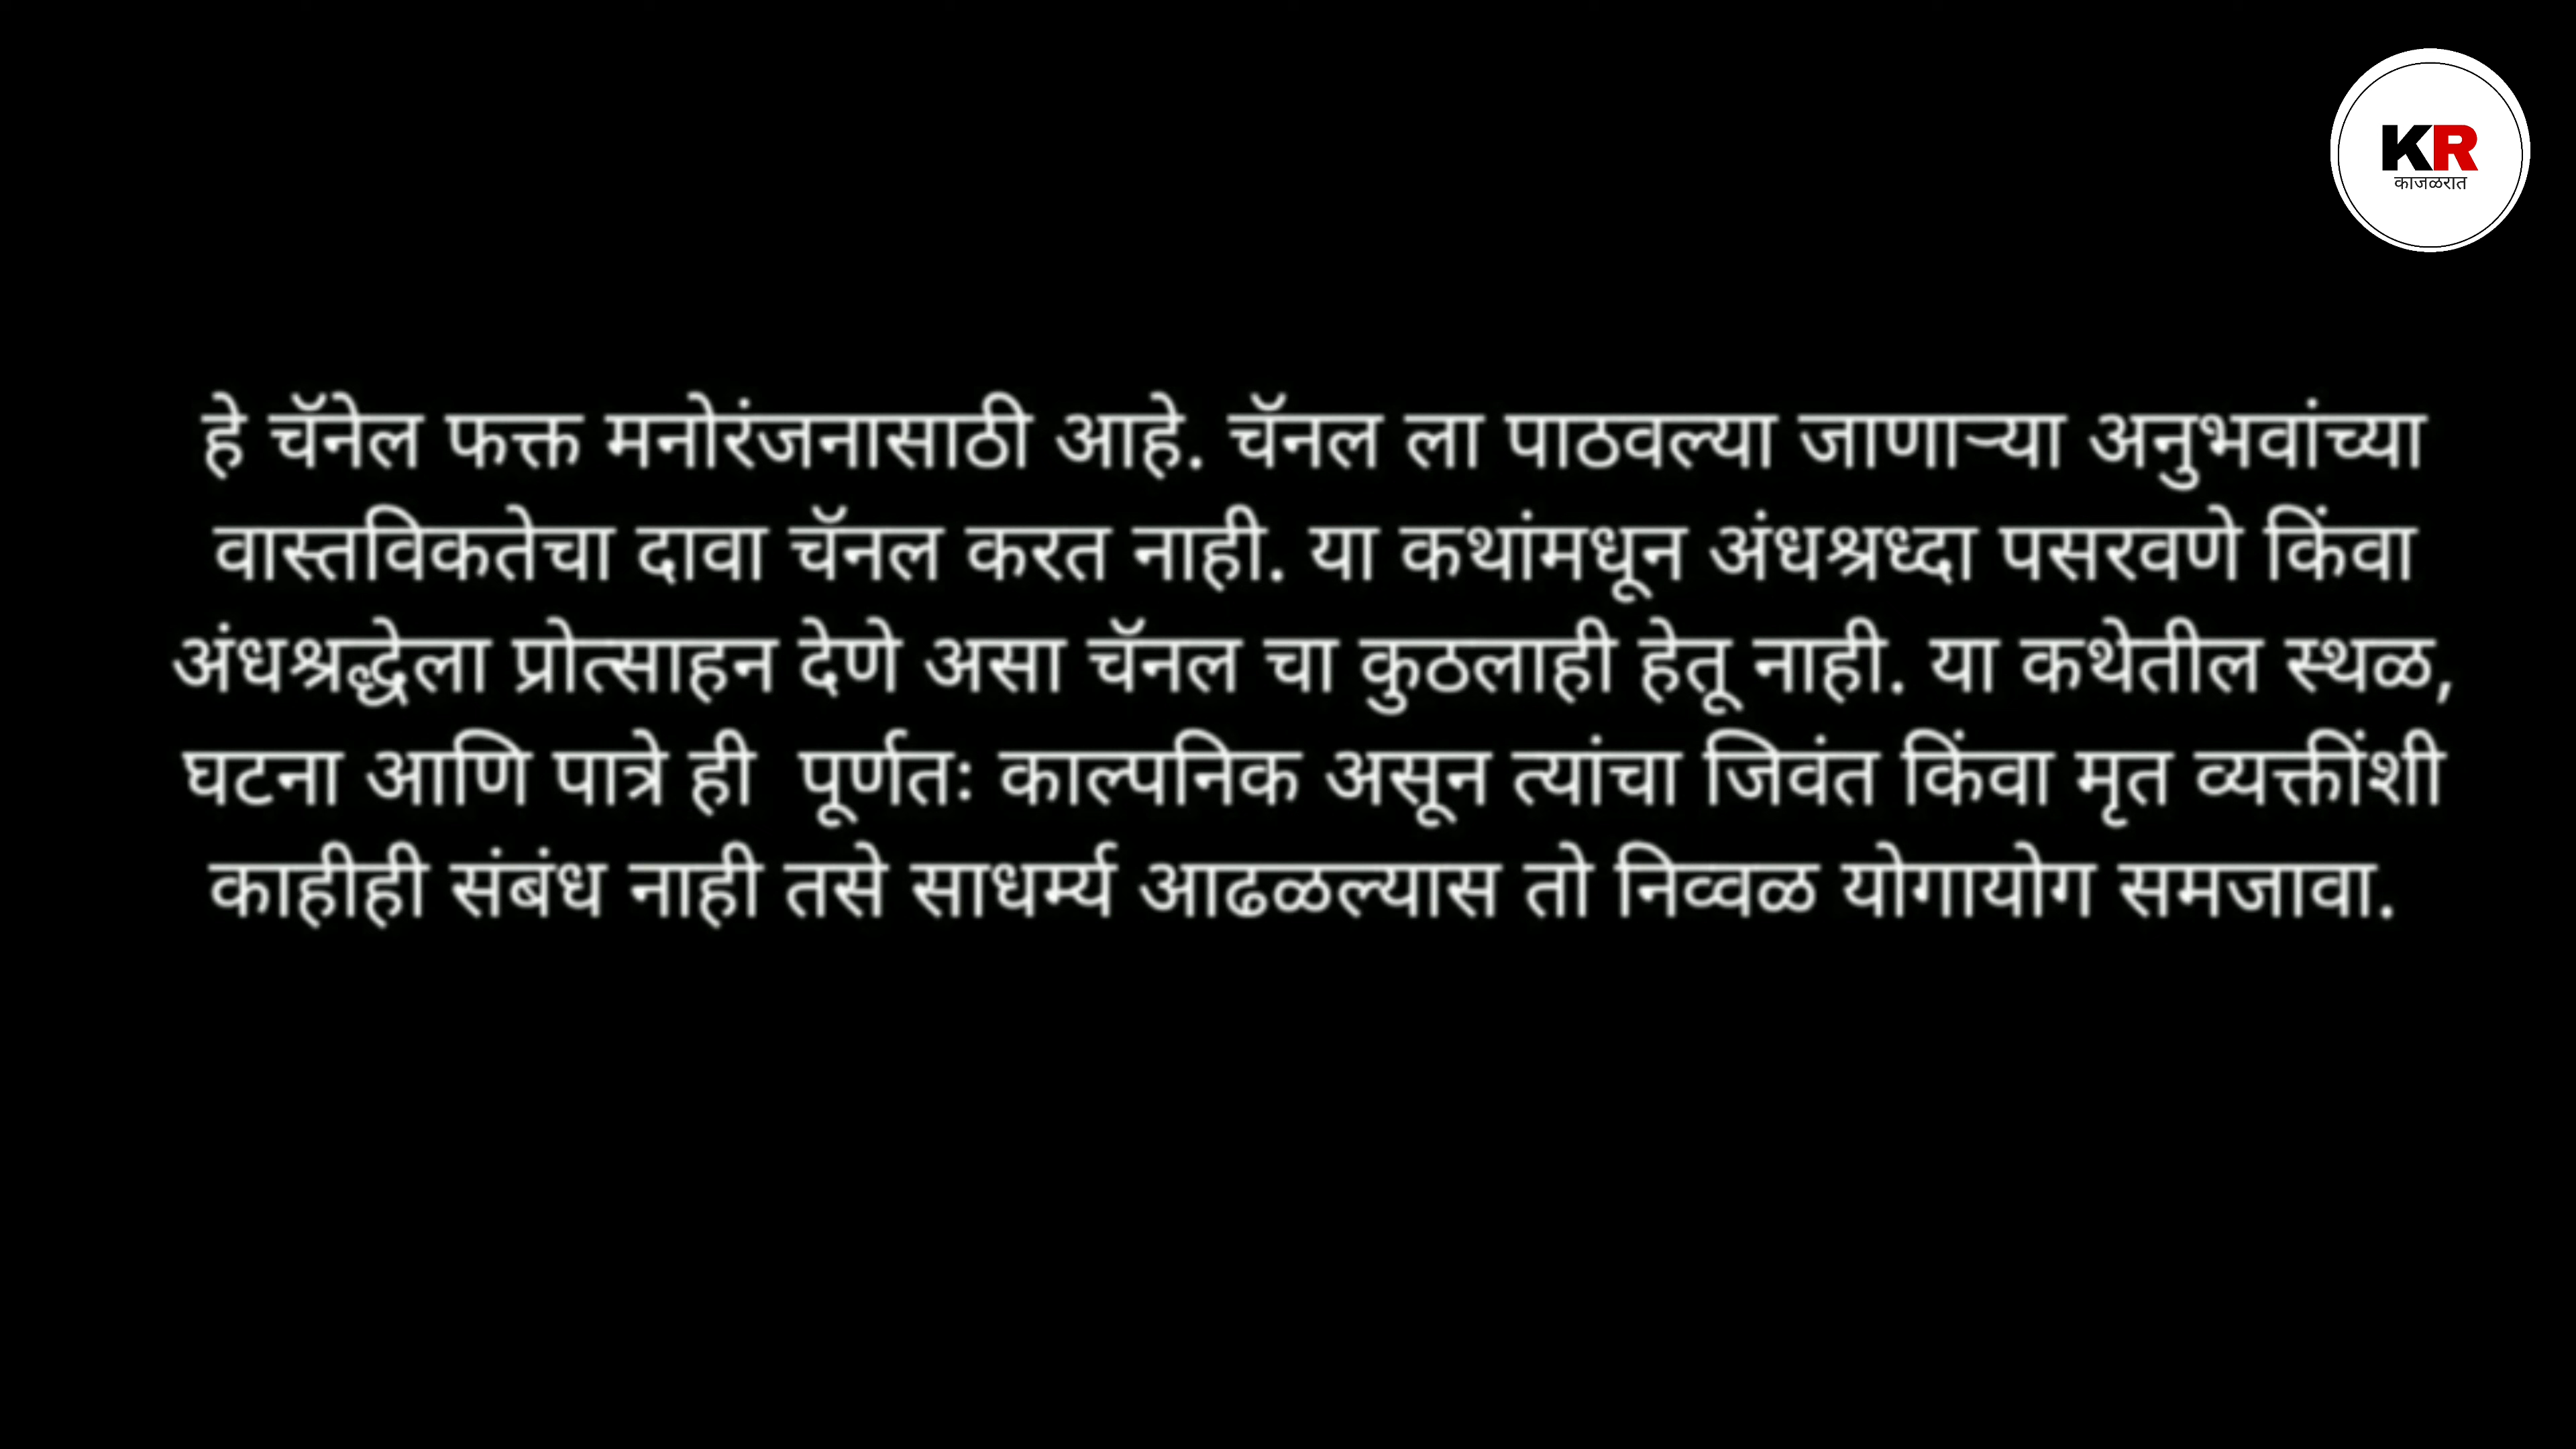 KR
काजळरात
हे चॅनेल फक्त मनोरंजनासाठी आहे. चॅनल ला पाठवल्या जाणाऱ्या अनुभवांच्या
वास्तविकतेचा दावा चॅनल करत नाही. या कथांमधून अंधश्रध्दा पसरवणे किंवा
अंधश्रद्धेला प्रोत्साहन देणे असा चॅनल चा कुठलाही हेतू नाही. या कथेतील स्थळ,
घटना आणि पात्रे ही  पूर्णतः काल्पनिक असून त्यांचा जिवंत किंवा मृत व्यक्तींशी
काहीही संबंध नाही तसे साधर्म्य आढळल्यास तो निव्वळ योगायोग समजावा.